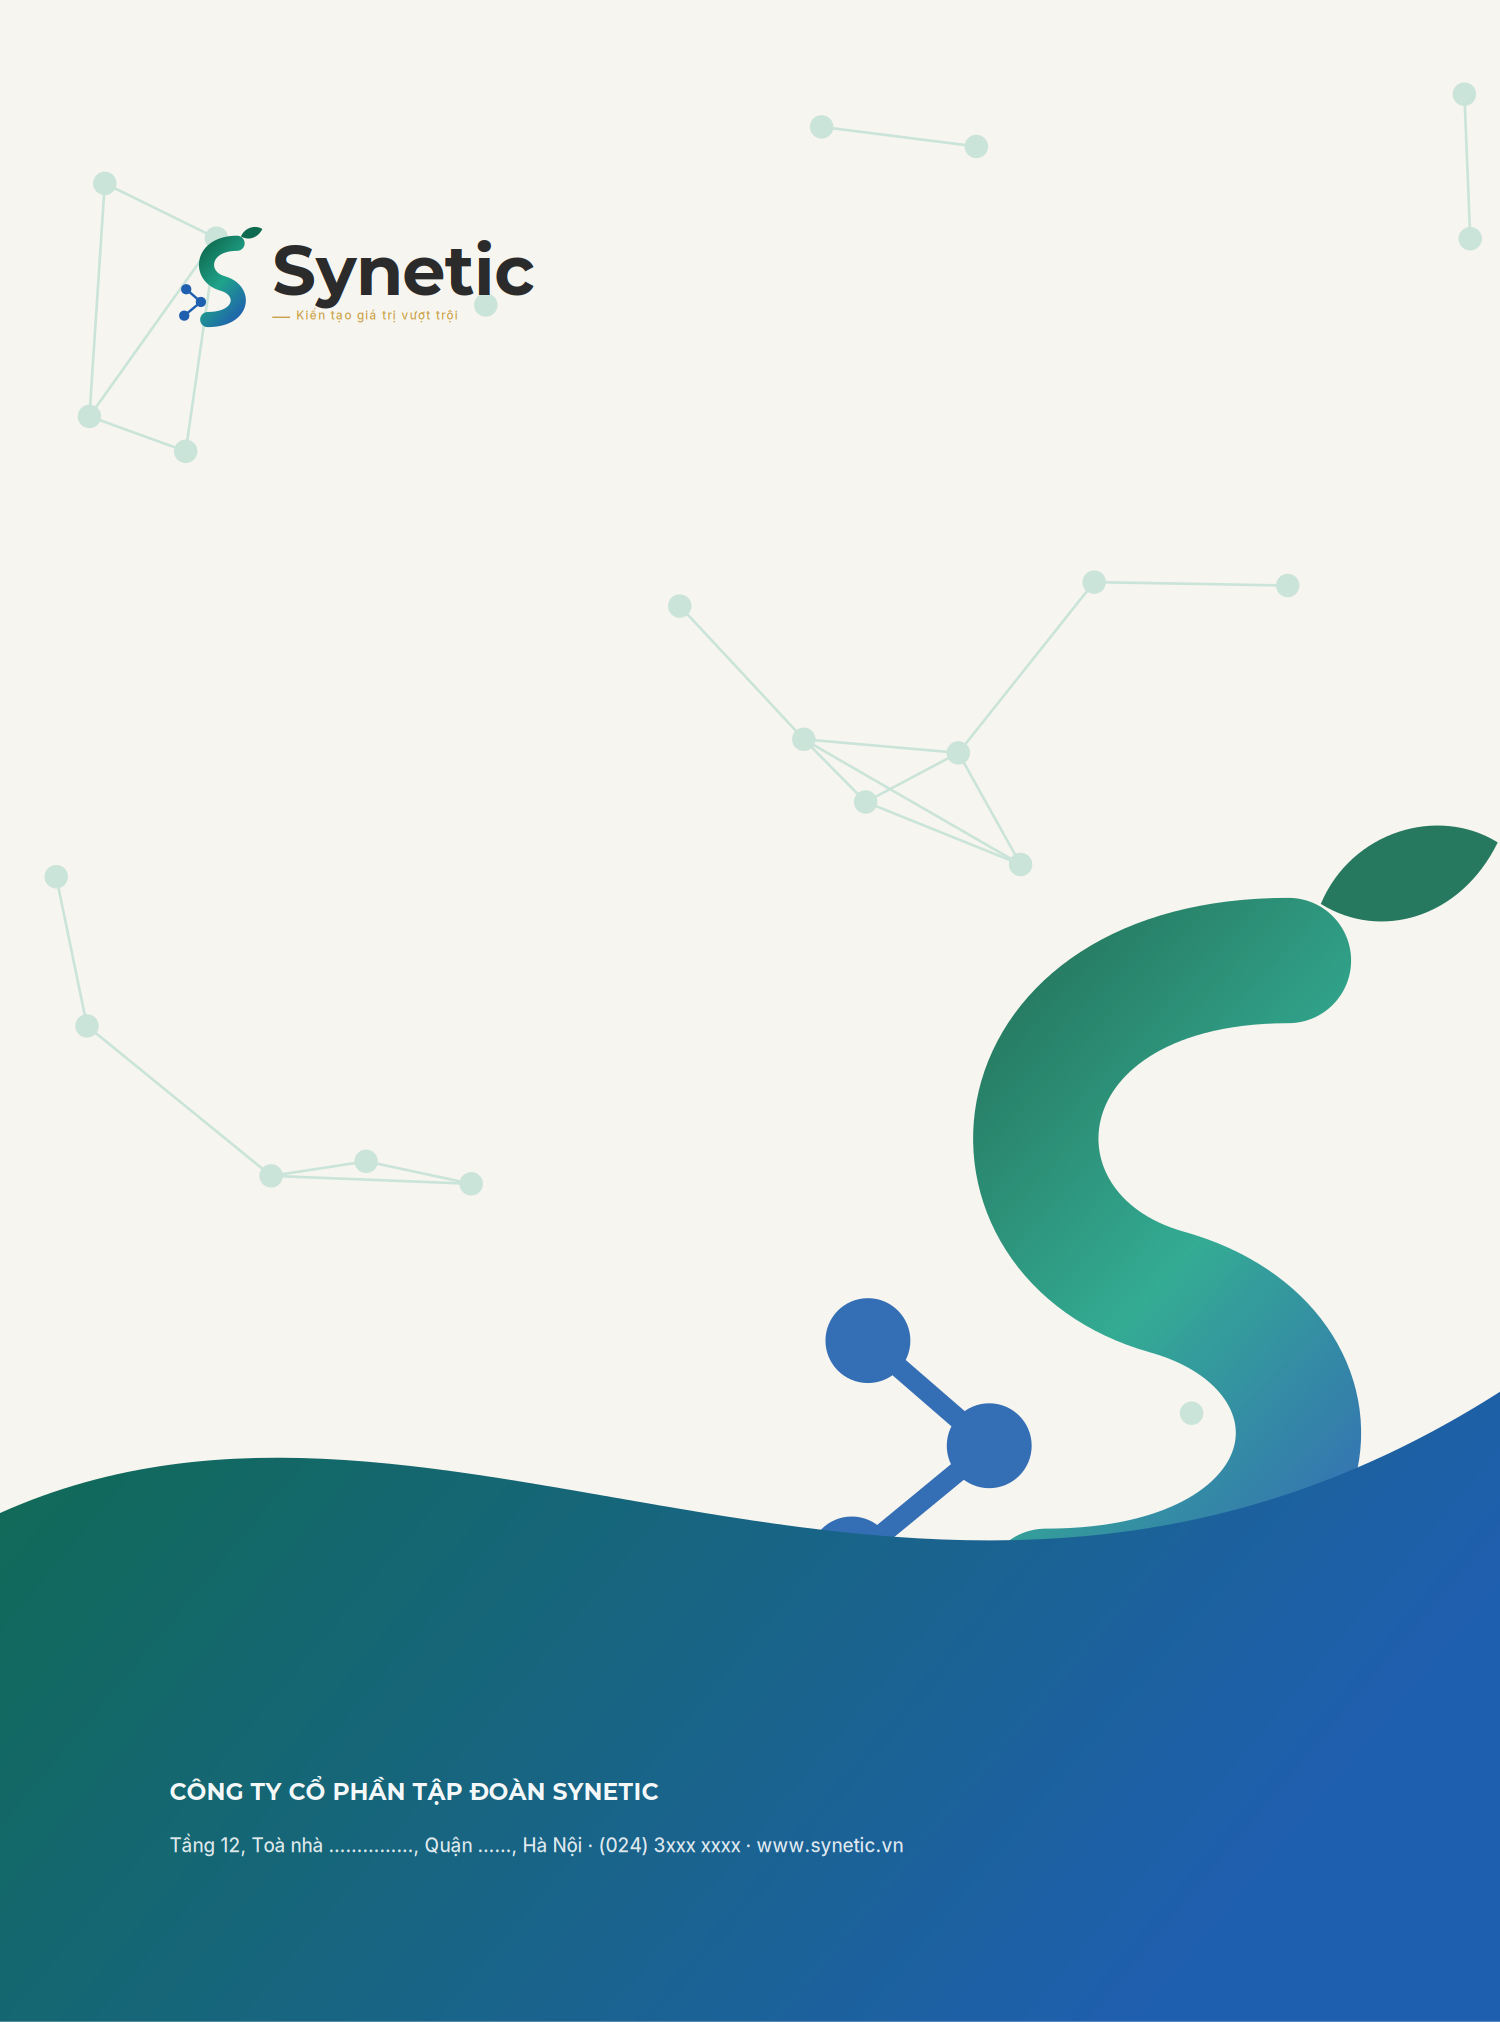 Synetic
Kiến tạo giá trị vượt trội
CÔNG TY CỔ PHẦN TẬP ĐOÀN SYNETIC
Tầng 12, Toà nhà ..............., Quận ......, Hà Nội · (024) 3xxx xxxx · www.synetic.vn